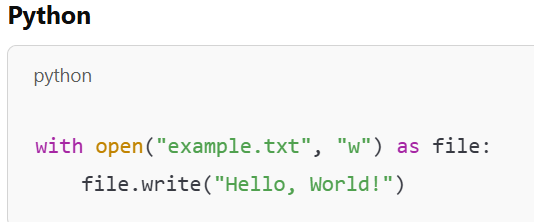 Python
python
with open("example.txt", "w") as file:
    file.write("Hello, World!")